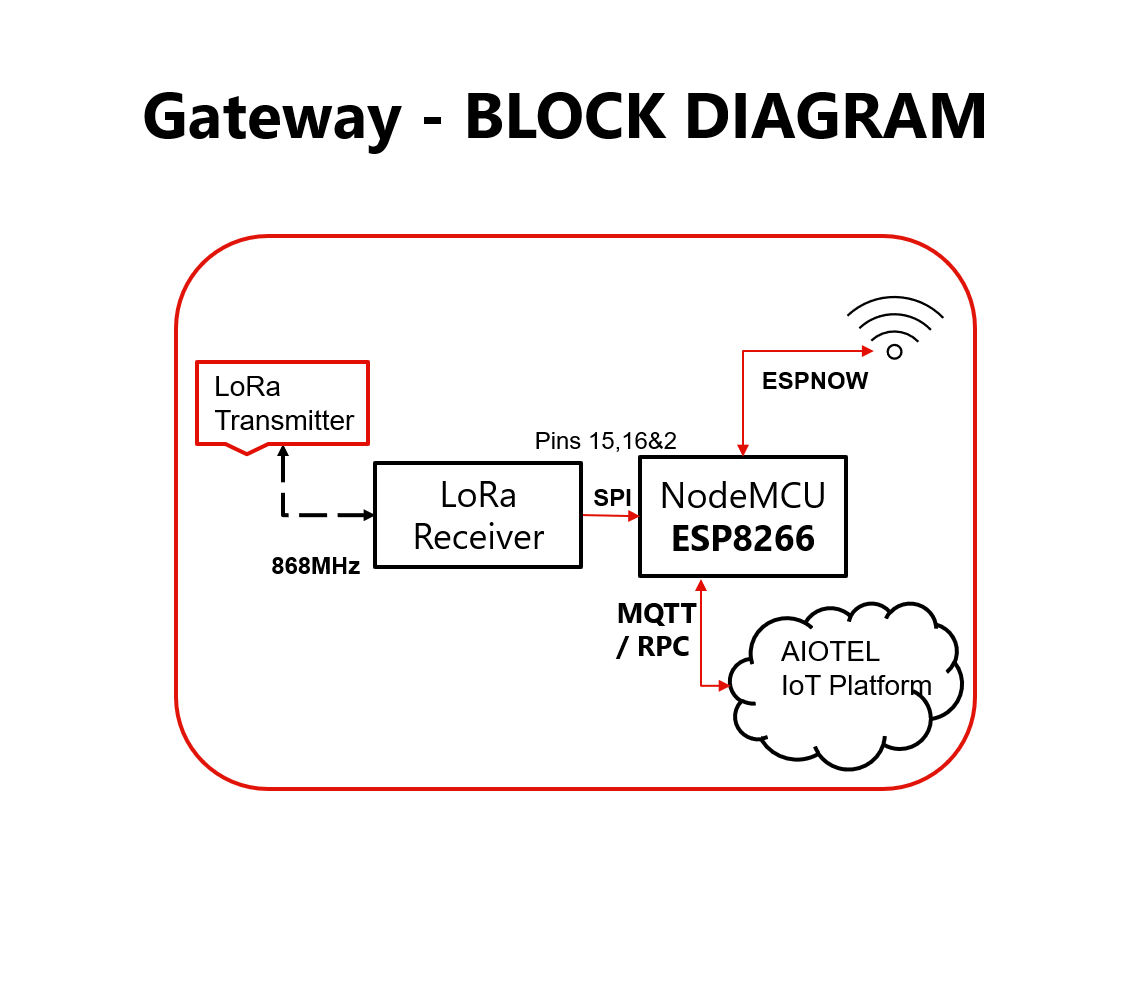 Gateway - BLOCK DIAGRAM
ESPNOW
LoRa
Transmitter
Pins 15,16&2
LoRa
Receiver
SPI
NodeMCU
ESP8266
868MHz
MQTT
/ RPC
AIOTEL
IoT Platform